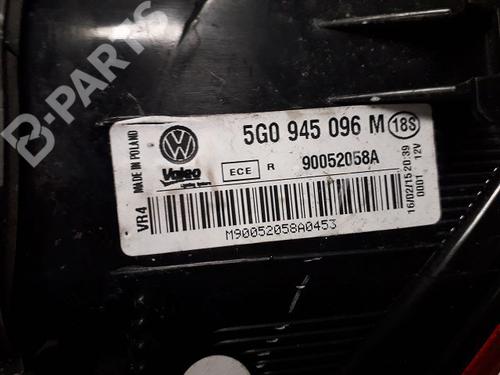 B-PARTS
MADE IN POLAND
VR4
Valeo
5G0 945 096 M 18S
ECE R 90052058A
M90052058A0453
16/02/15 20:39
0001 12V